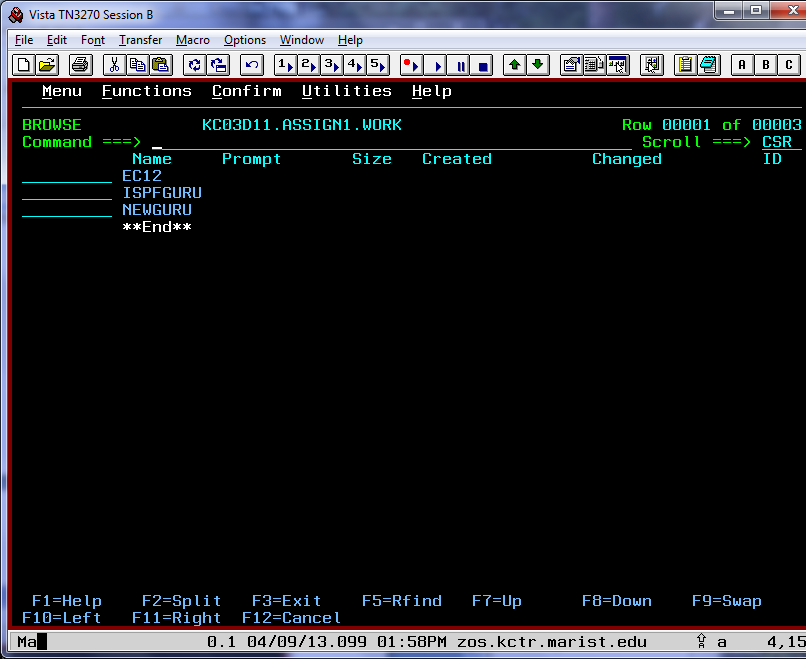 Vista TN3270 Session B
File Edit Font Transfer Macro Options Window Help
1 2 3 4 5 A B C
Menu Functions Confirm Utilities Help
BROWSE KC03D11.ASSIGN1.WORK Row 00001 of 00003
Command ===> _ Scroll ===> CSR
Name Prompt Size Created Changed ID
EC12
ISPFGURU
NEWGURU
**End**
F1=Help F2=Split F3=Exit F5=Rfind F7=Up F8=Down F9=Swap
F10=Left F11=Right F12=Cancel
Ma 0.1 04/09/13.099 01:58PM zos.kctr.marist.edu a 4,15